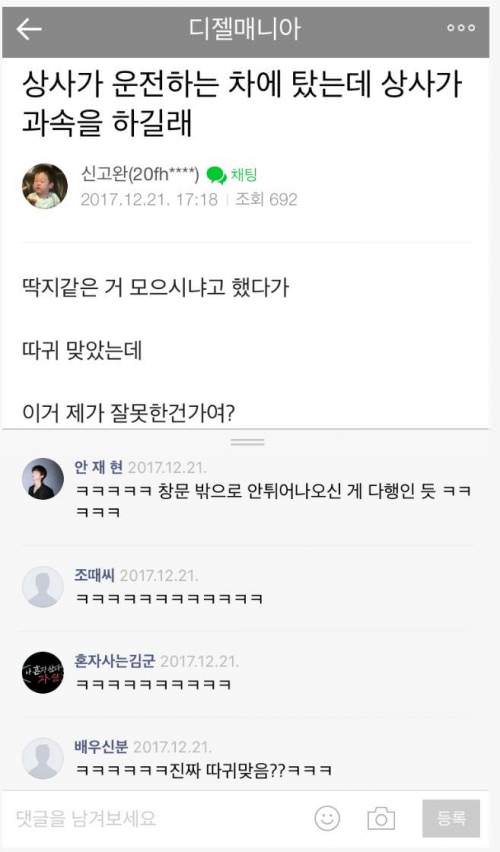 디젤매니아
상사가 운전하는 차에 탔는데 상사가
과속을 하길래
신고완(20fh****) 채팅
2017.12.21. 17:18 조회 692
딱지같은 거 모으시냐고 했다가
따귀 맞았는데
이거 제가 잘못한건가여?
안 재 현 2017.12.21.
ㅋㅋㅋㅋㅋ 창문 밖으로 안튀어나오신 게 다행인 듯 ㅋㅋ
ㅋㅋㅋ
조때씨 2017.12.21.
ㅋㅋㅋㅋㅋㅋㅋㅋㅋㅋㅋㅋ
혼자사는김군 2017.12.21.
ㅋㅋㅋㅋㅋㅋㅋㅋㅋㅋ
배우신분 2017.12.21.
ㅋㅋㅋㅋㅋㅋ진짜 따귀맞음??ㅋㅋㅋ
댓글을 남겨보세요
등록